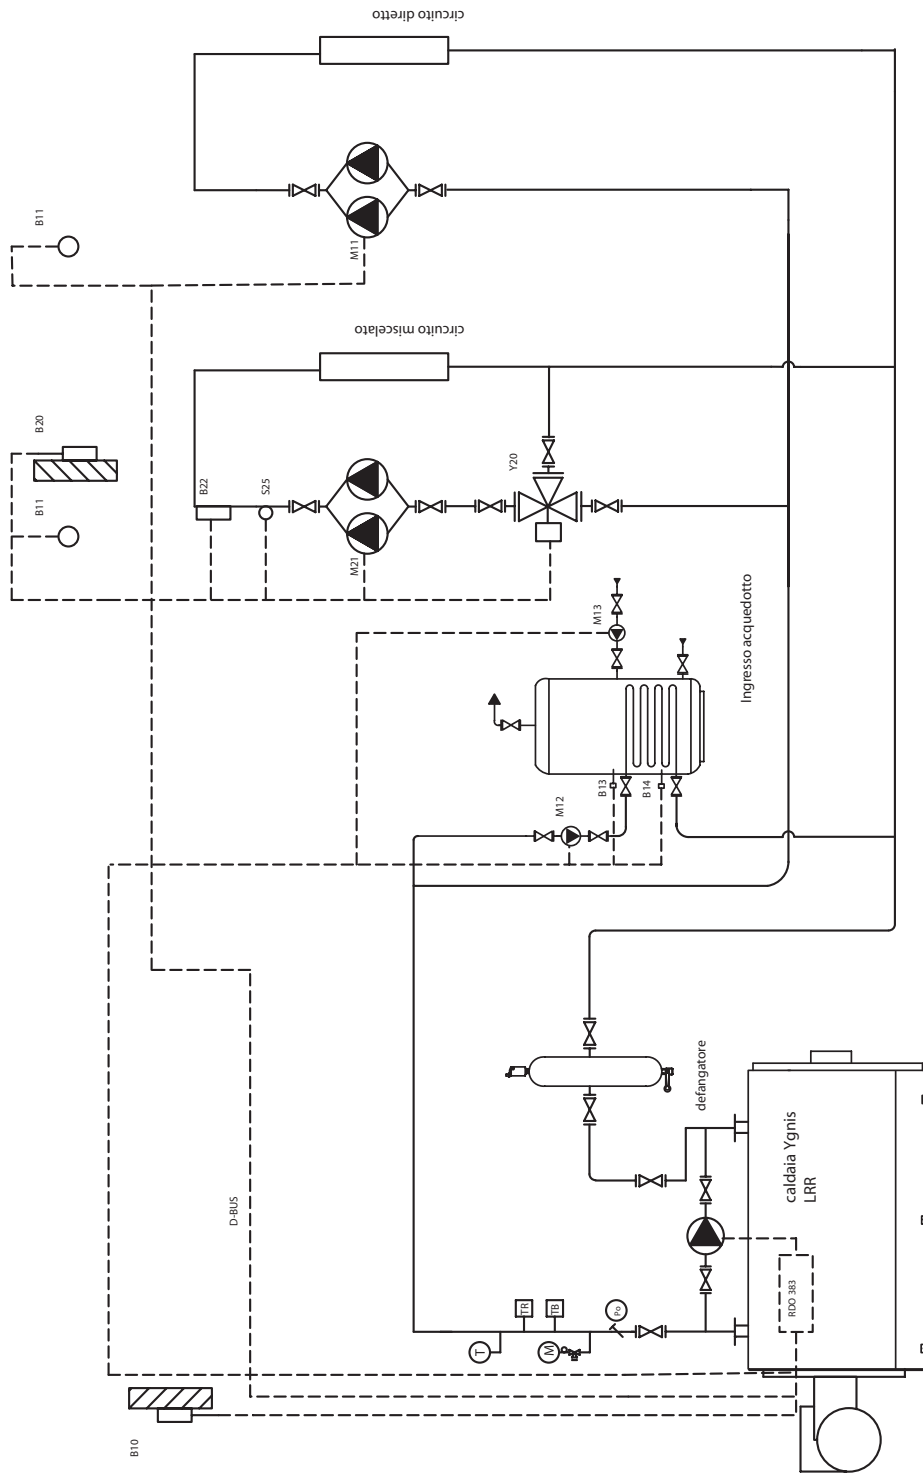 circuito diretto
B11
M11
circuito miscelato
B20
B11
B22
S25
M21
Y20
M13
Ingresso acquedotto
M12
B13
B14
defangatore
caldaia Ygnis
LRR
D-BUS
RDO 383
TR
TB
T
M
Po
B10